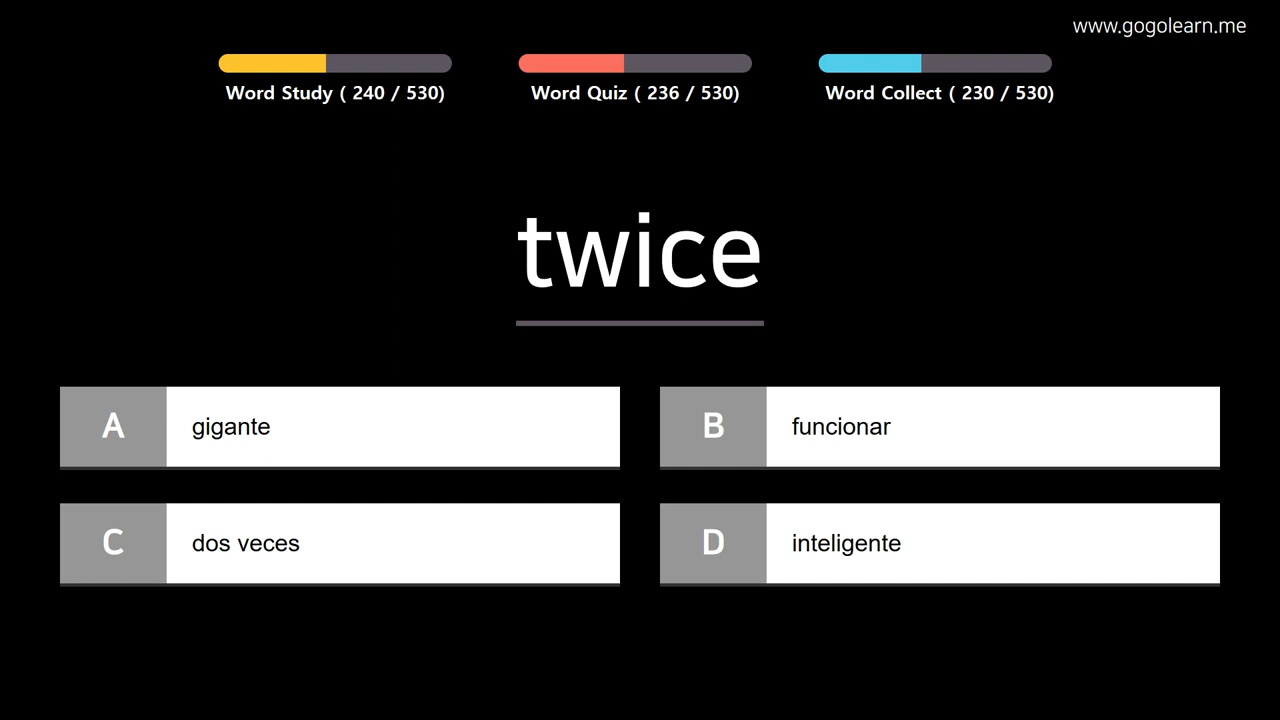 www.gogolearn.me
Word Study ( 240 / 530)
Word Quiz ( 236 / 530)
Word Collect ( 230 / 530)
twice
A gigante
B funcionar
C dos veces
D inteligente